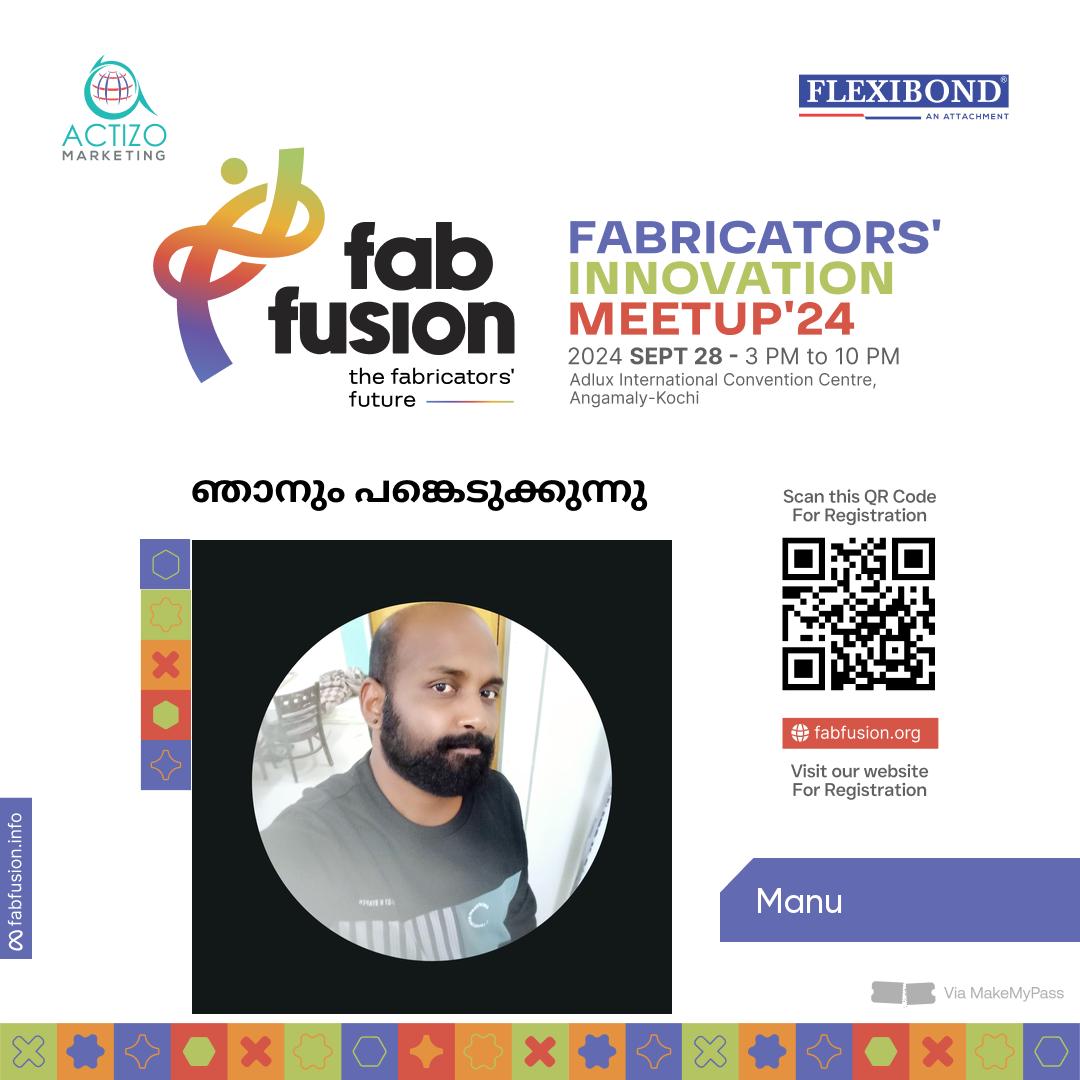 ACTIZO
MARKETING
FLEXIBOND®
AN ATTACHMENT
fab
fusion
the fabricators'
future
FABRICATORS'
INNOVATION
MEETUP'24
2024 SEPT 28 - 3 PM to 10 PM
Adlux International Convention Centre,
Angamaly-Kochi
ഞാനും പങ്കെടുക്കുന്നു
Scan this QR Code
For Registration
fabfusion.org
Visit our website
For Registration
fabfusion.info
Manu
Via MakeMyPass